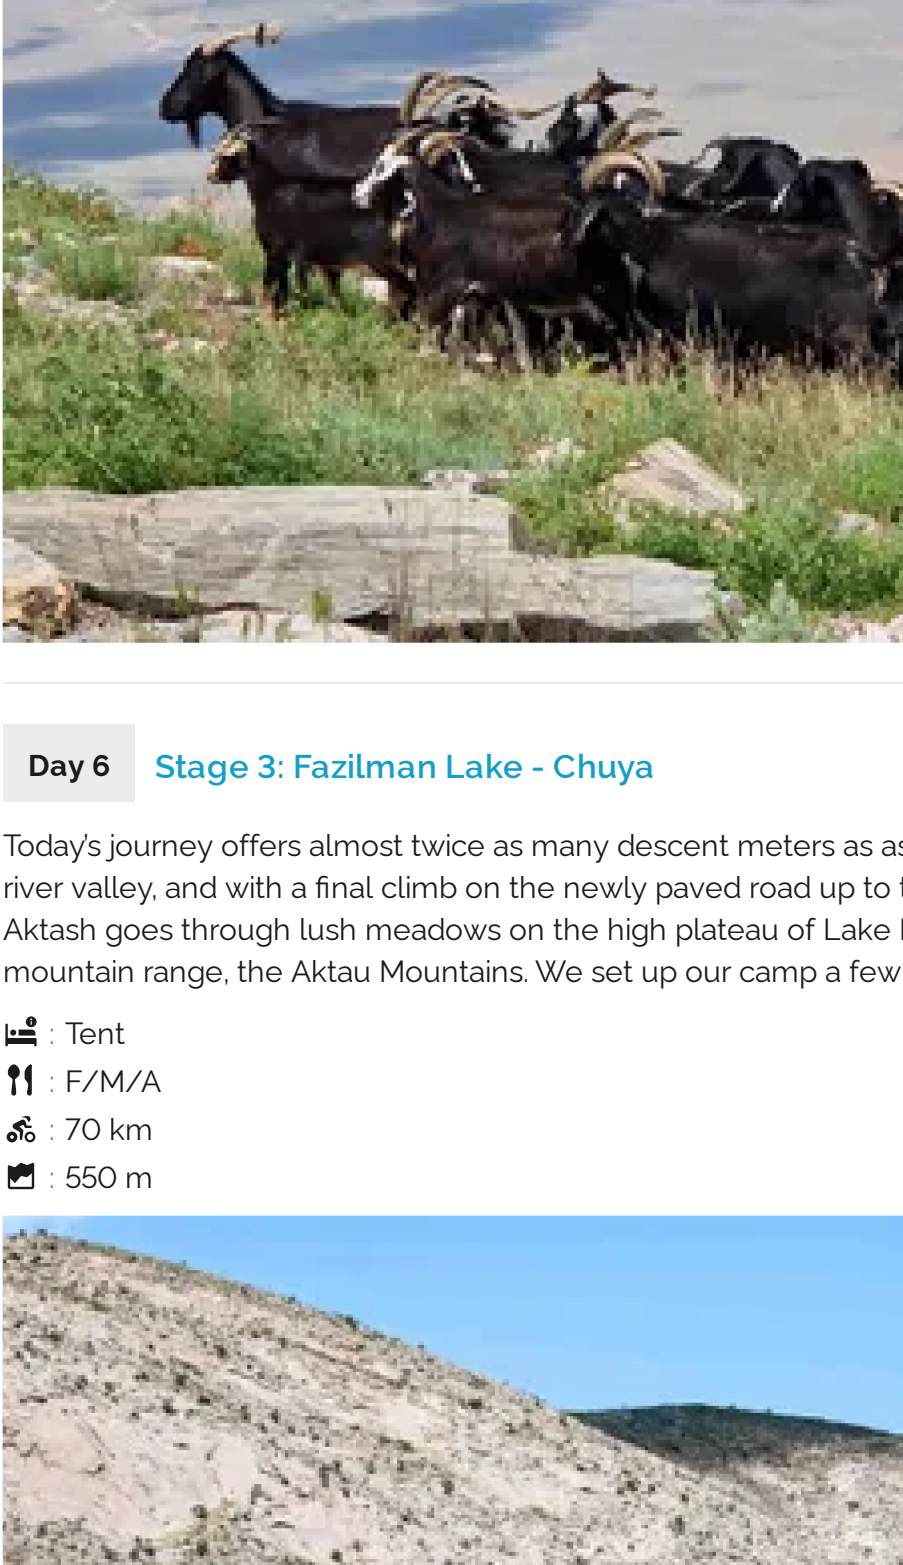 Day 6
Stage 3: Fazilman Lake - Chuya
Today's journey offers almost twice as many descent meters as
river valley, and with a final climb on the newly paved road up to
Aktash goes through lush meadows on the high plateau of Lake
mountain range, the Aktau Mountains. We set up our camp a few
: Tent
: F/M/A
: 70 km
: 550 m